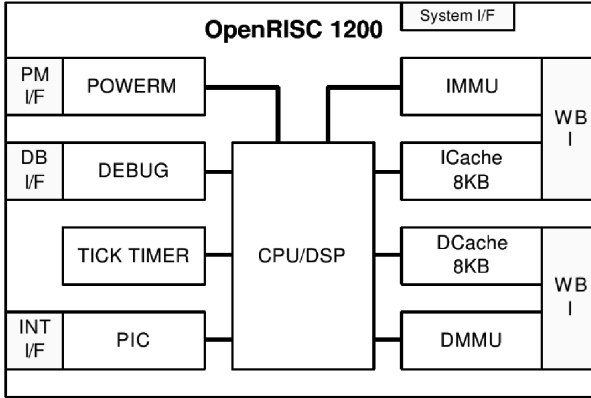 System I/F
OpenRISC 1200
PM
I/F
POWERM
IMMU
WB
I
DB
I/F
DEBUG
ICache
8KB
TICK TIMER
CPU/DSP
DCache
8KB
WB
I
INT
I/F
PIC
DMMU